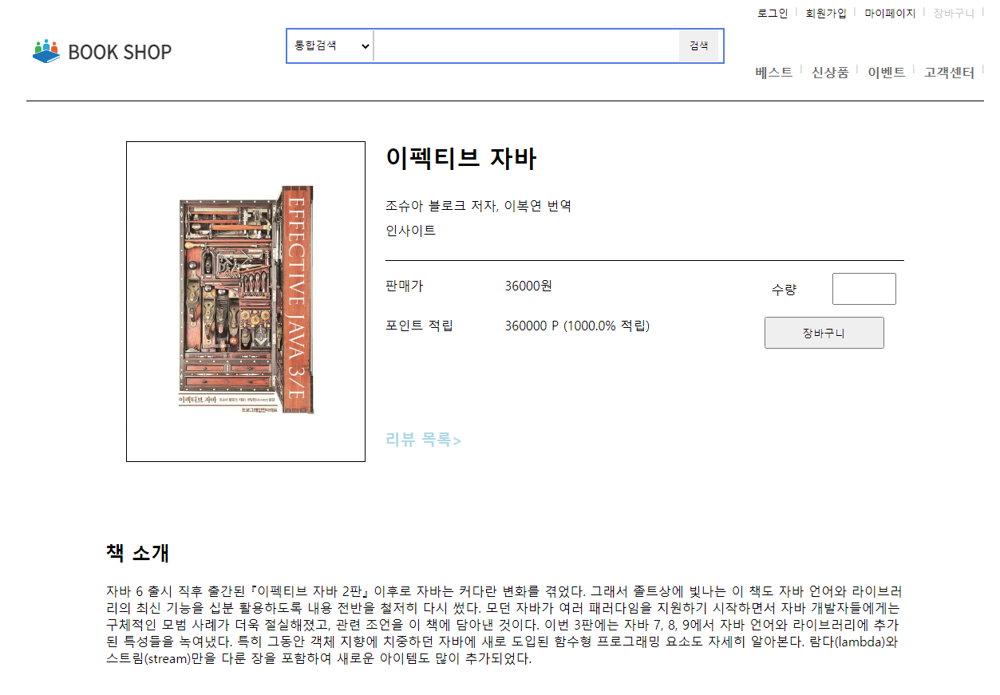 로그인 회원가입 마이페이지 장바구니
BOOK SHOP
통합검색 검색
베스트 신상품 이벤트 고객센터
이펙티브 자바
조슈아 블로크 저자, 이복연 번역
인사이트
EFFECTIVE JAVA 3/E
이펙티브 자바
프로그래밍인사이트
판매가 36000원 수량
포인트 적립 360000 P (1000.0% 적립) 장바구니
리뷰 목록>
책 소개
자바 6 출시 직후 출간된 『이펙티브 자바 2판』 이후로 자바는 커다란 변화를 겪었다. 그래서 졸트상에 빛나는 이 책도 자바 언어와 라이브러
리의 최신 기능을 십분 활용하도록 내용 전반을 철저히 다시 썼다. 모던 자바가 여러 패러다임을 지원하기 시작하면서 자바 개발자들에게는
구체적인 모범 사례가 더욱 절실해졌고, 관련 조언을 이 책에 담아낸 것이다. 이번 3판에는 자바 7, 8, 9에서 자바 언어와 라이브러리에 추가
된 특성들을 녹여냈다. 특히 그동안 객체 지향에 치중하던 자바에 새로 도입된 함수형 프로그래밍 요소도 자세히 알아본다. 람다(lambda)와
스트림(stream)만을 다룬 장을 포함하여 새로운 아이템도 많이 추가되었다.